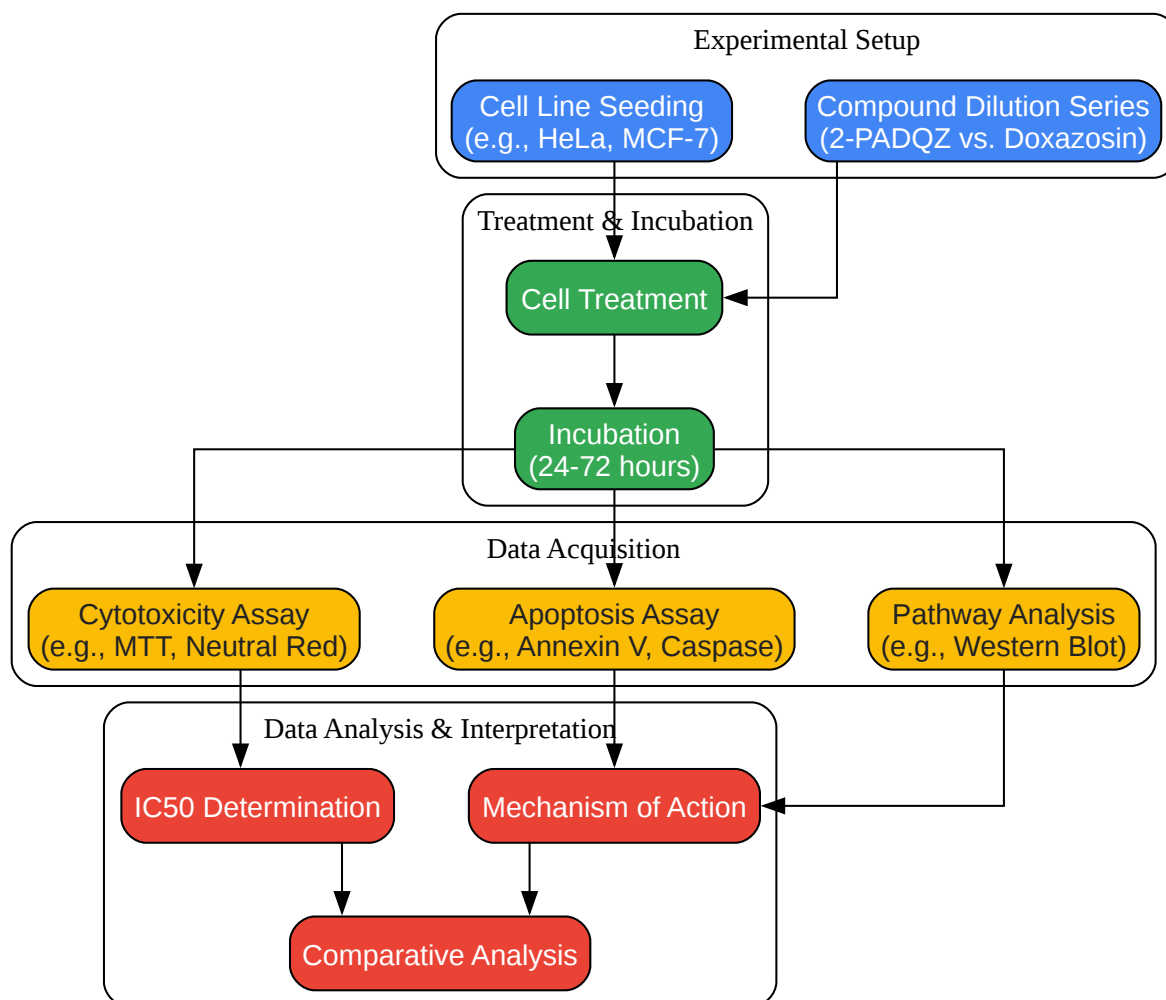 Experimental Setup
Cell Line Seeding
(e.g., HeLa, MCF-7)
Compound Dilution Series
(2-PADQZ vs. Doxazosin)
Treatment & Incubation
Cell Treatment
Incubation
(24-72 hours)
Data Acquisition
Cytotoxicity Assay
(e.g., MTT, Neutral Red)
Apoptosis Assay
(e.g., Annexin V, Caspase)
Pathway Analysis
(e.g., Western Blot)
Data Analysis & Interpretation
IC50 Determination
Mechanism of Action
Comparative Analysis